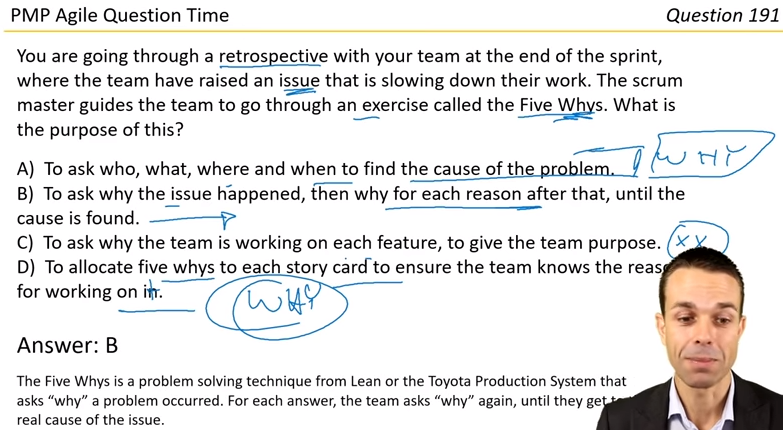 PMP Agile Question Time
Question 191
You are going through a retrospective with your team at the end of the sprint,
where the team have raised an issue that is slowing down their work. The scrum
master guides the team to go through an exercise called the Five Whys. What is
the purpose of this?
A) To ask who, what, where and when to find the cause of the problem.
WHY
B) To ask why the issue happened, then why for each reason after that, until the
cause is found.
C) To ask why the team is working on each feature, to give the team purpose.
XX
D) To allocate five whys to each story card to ensure the team knows the
for working on it.
WHY
Answer: B
The Five Whys is a problem solving technique from Lean or the Toyota Production System that
asks “why” a problem occurred. For each answer, the team asks “why” again, until they get
real cause of the issue.